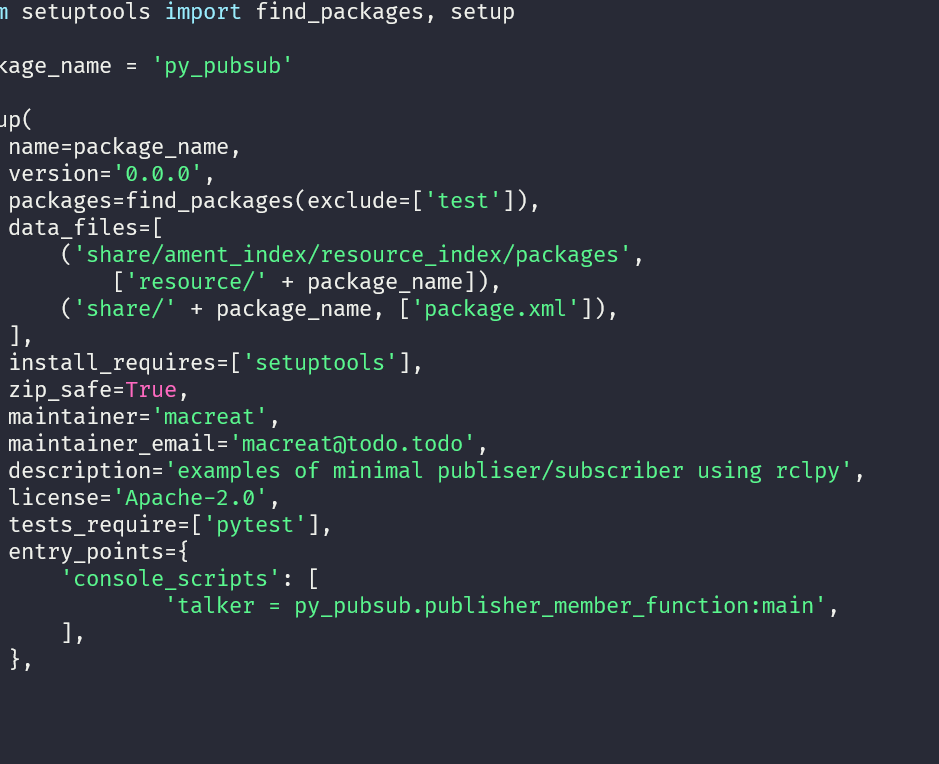 m setuptools import find_packages, setup
kage_name = 'py_pubsub'
up(
name=package_name,
version='0.0.0',
packages=find_packages(exclude=['test']),
data_files=[
('share/ament_index/resource_index/packages',
['resource/' + package_name]),
('share/' + package_name, ['package.xml']),
],
install_requires=['setuptools'],
zip_safe=True,
maintainer='macreat',
maintainer_email='macreat@todo.todo',
description='examples of minimal publiser/subscriber using rclpy',
license='Apache-2.0',
tests_require=['pytest'],
entry_points={
'console_scripts': [
'talker = py_pubsub.publisher_member_function:main',
],
},